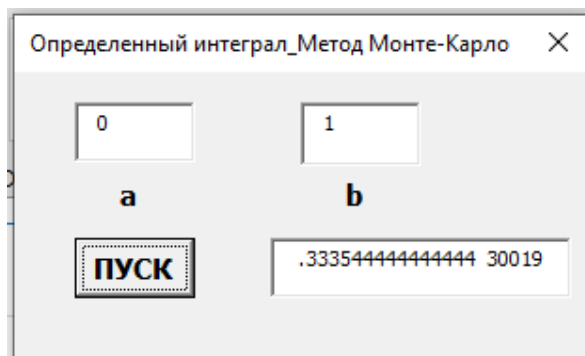 Определенный интеграл_Метод Монте-Карло
0 1
a b
ПУСК .333544444444444 30019